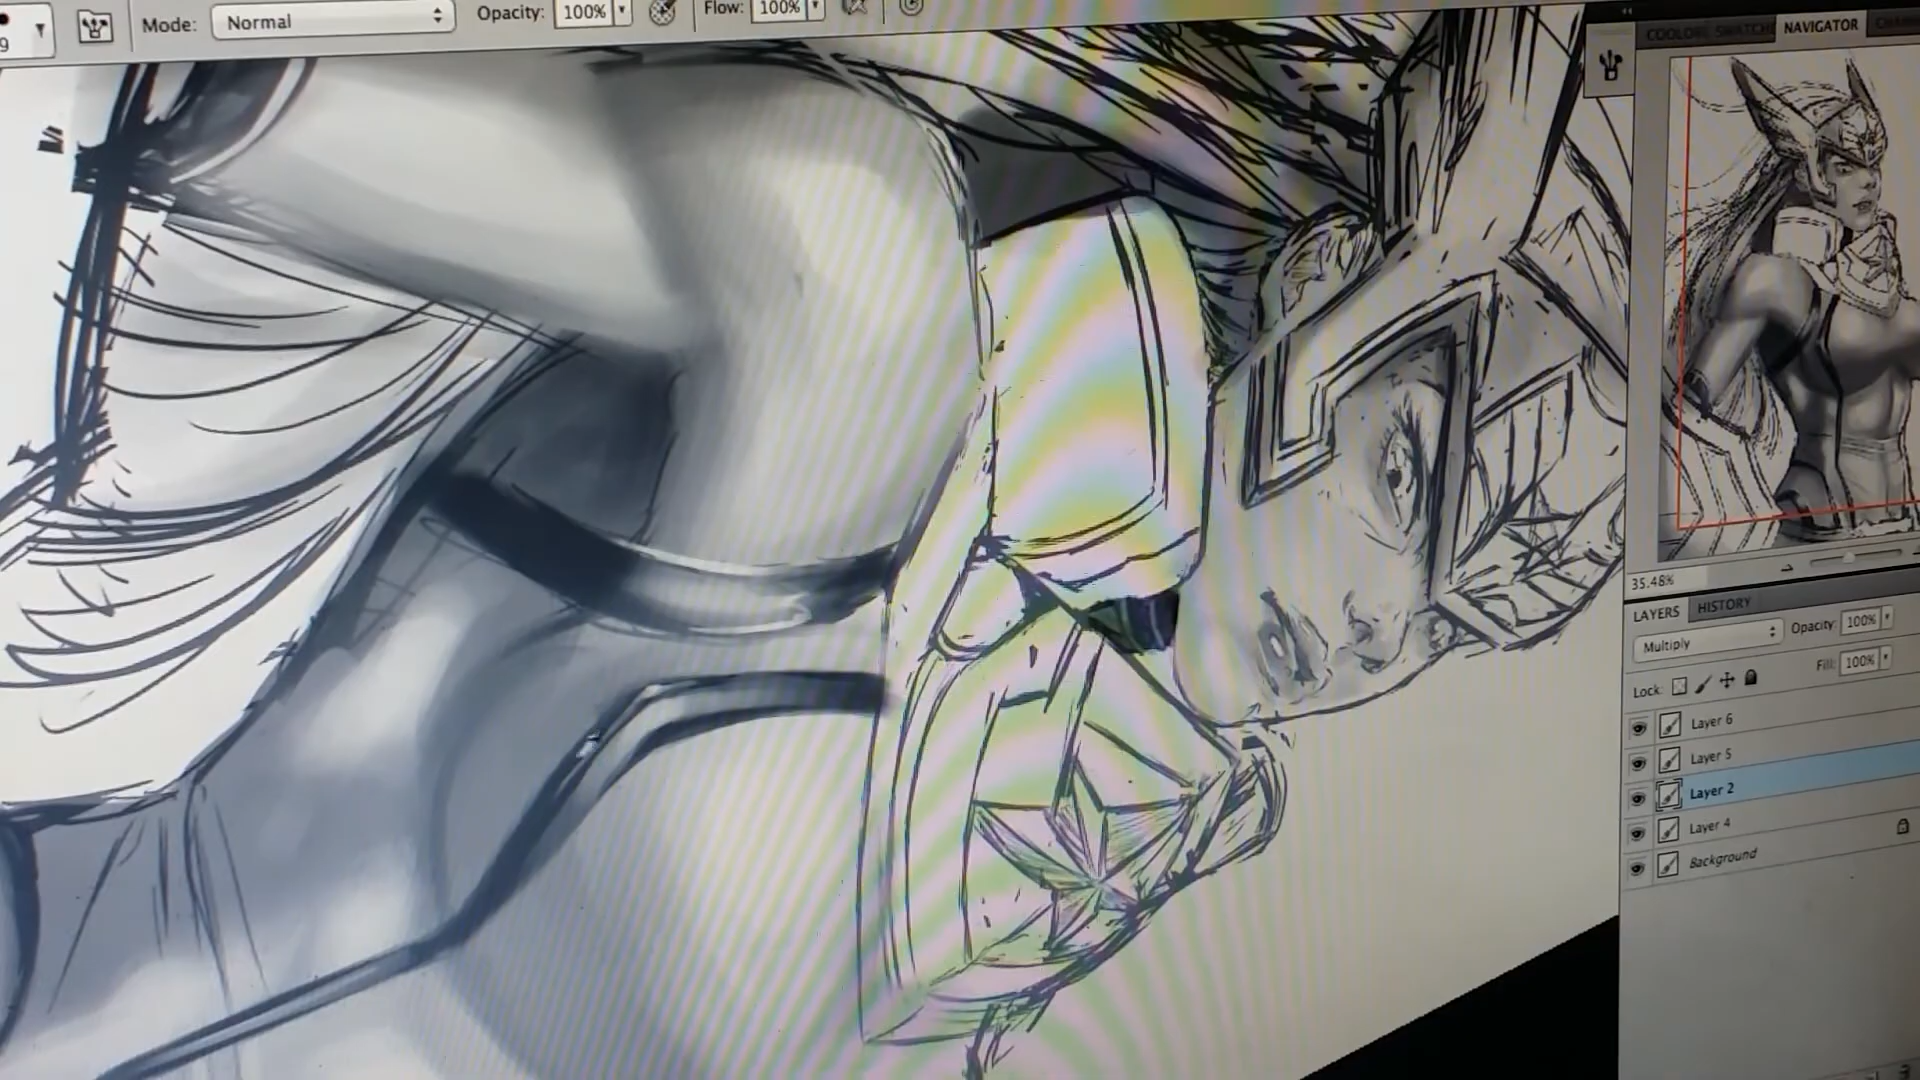 9
Mode: Normal
Opacity: 100%
Flow: 100%
NAVIGATOR
35.48%
LAYERS HISTORY
Multiply
Opacity: 100%
Lock:
Fill: 100%
Layer 6
Layer 5
Layer 2
Layer 4
Background